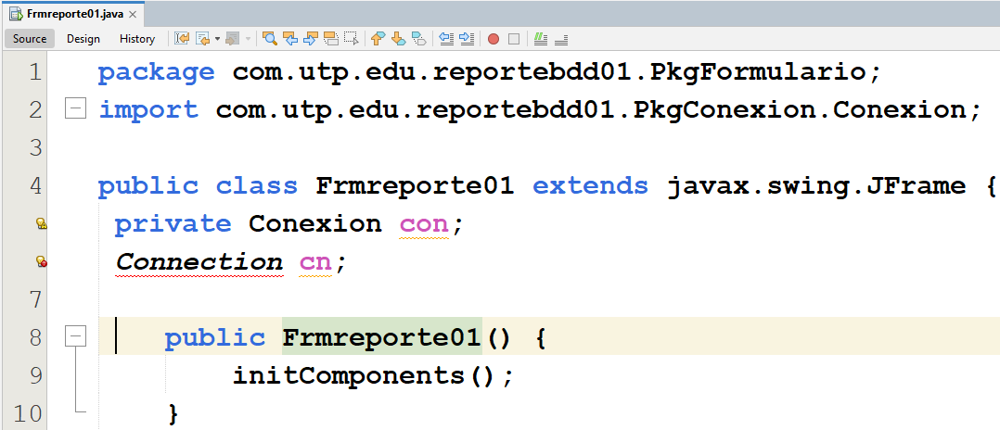 Frmreporte01.java
Source Design History
1 package com.utp.edu.reportebdd01.PkgFormulario;
2 import com.utp.edu.reportebdd01.PkgConexion.Conexion;
3
4 public class Frmreporte01 extends javax.swing.JFrame {
private Conexion con;
Connection cn;
7
8 public Frmreporte01() {
9 initComponents();
10 }